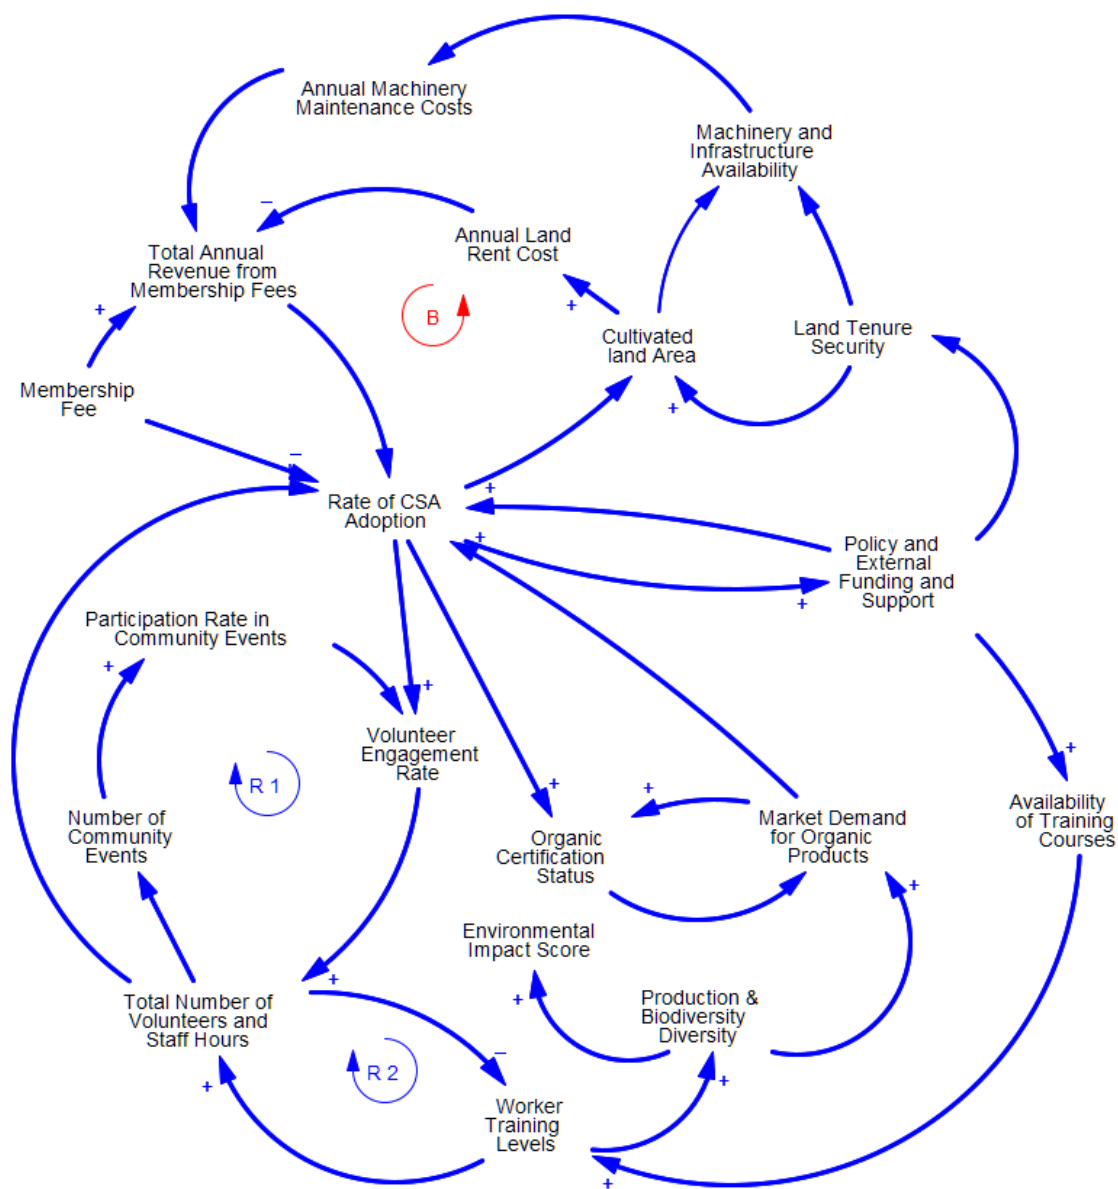 Annual Machinery
Maintenance Costs
Machinery and
Infrastructure
Availability
–
Annual Land
Rent Cost
Total Annual
Revenue from
Membership Fees
+
B
+
Cultivated
land Area
Land Tenure
Security
Membership
Fee
+
–
Rate of CSA
Adoption
+
+
Policy and
External
Funding and
Support
+
Participation Rate in
Community Events
+
+
Volunteer
Engagement
Rate
+
R 1
Number of
Community
Events
+
+
Organic
Certification
Status
Market Demand
for Organic
Products
Availability
of Training
Courses
+
Environmental
Impact Score
+
Production &
Biodiversity
Diversity
+
Total Number of
Volunteers and
Staff Hours
–
R 2
+
+
Worker
Training
Levels
+